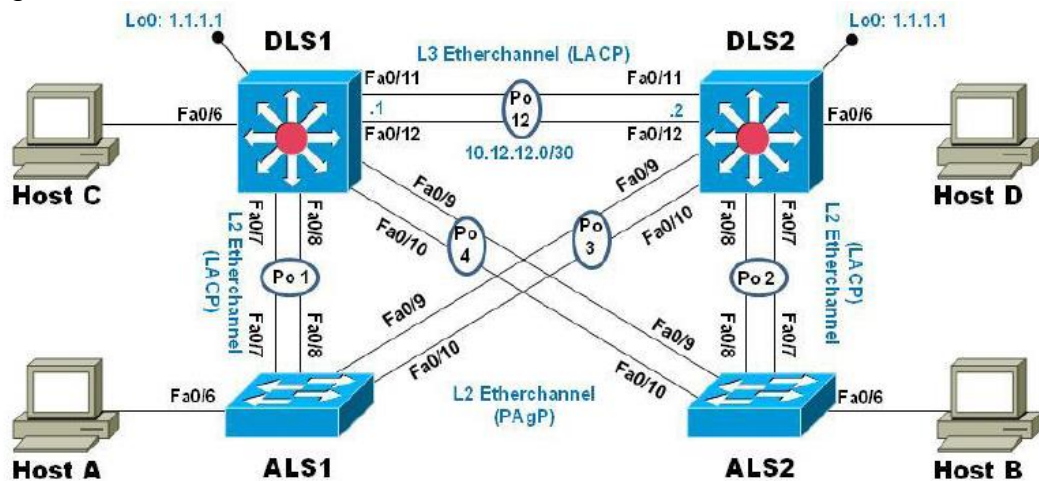 Lo0: 1.1.1.1
Lo0: 1.1.1.1
DLS1
DLS2
L3 Etherchannel (LACP)
Fa0/11
Fa0/11
Fa0/6
.1
Po
12
.2
Fa0/6
Fa0/12
Fa0/12
10.12.12.0/30
Host C
Host D
Fa0/9
Fa0/9
Fa0/10
Fa0/10
Fa0/7
Fa0/8
Fa0/8
Fa0/7
Po
4
Po
3
L2 Etherchannel
(LACP)
Po 1
Po 2
L2 Etherchannel
(LACP)
Fa0/7
Fa0/8
Fa0/9
Fa0/10
Fa0/9
Fa0/10
Fa0/8
Fa0/7
L2 Etherchannel
(PAgP)
Fa0/6
Fa0/6
Host A
ALS1
ALS2
Host B